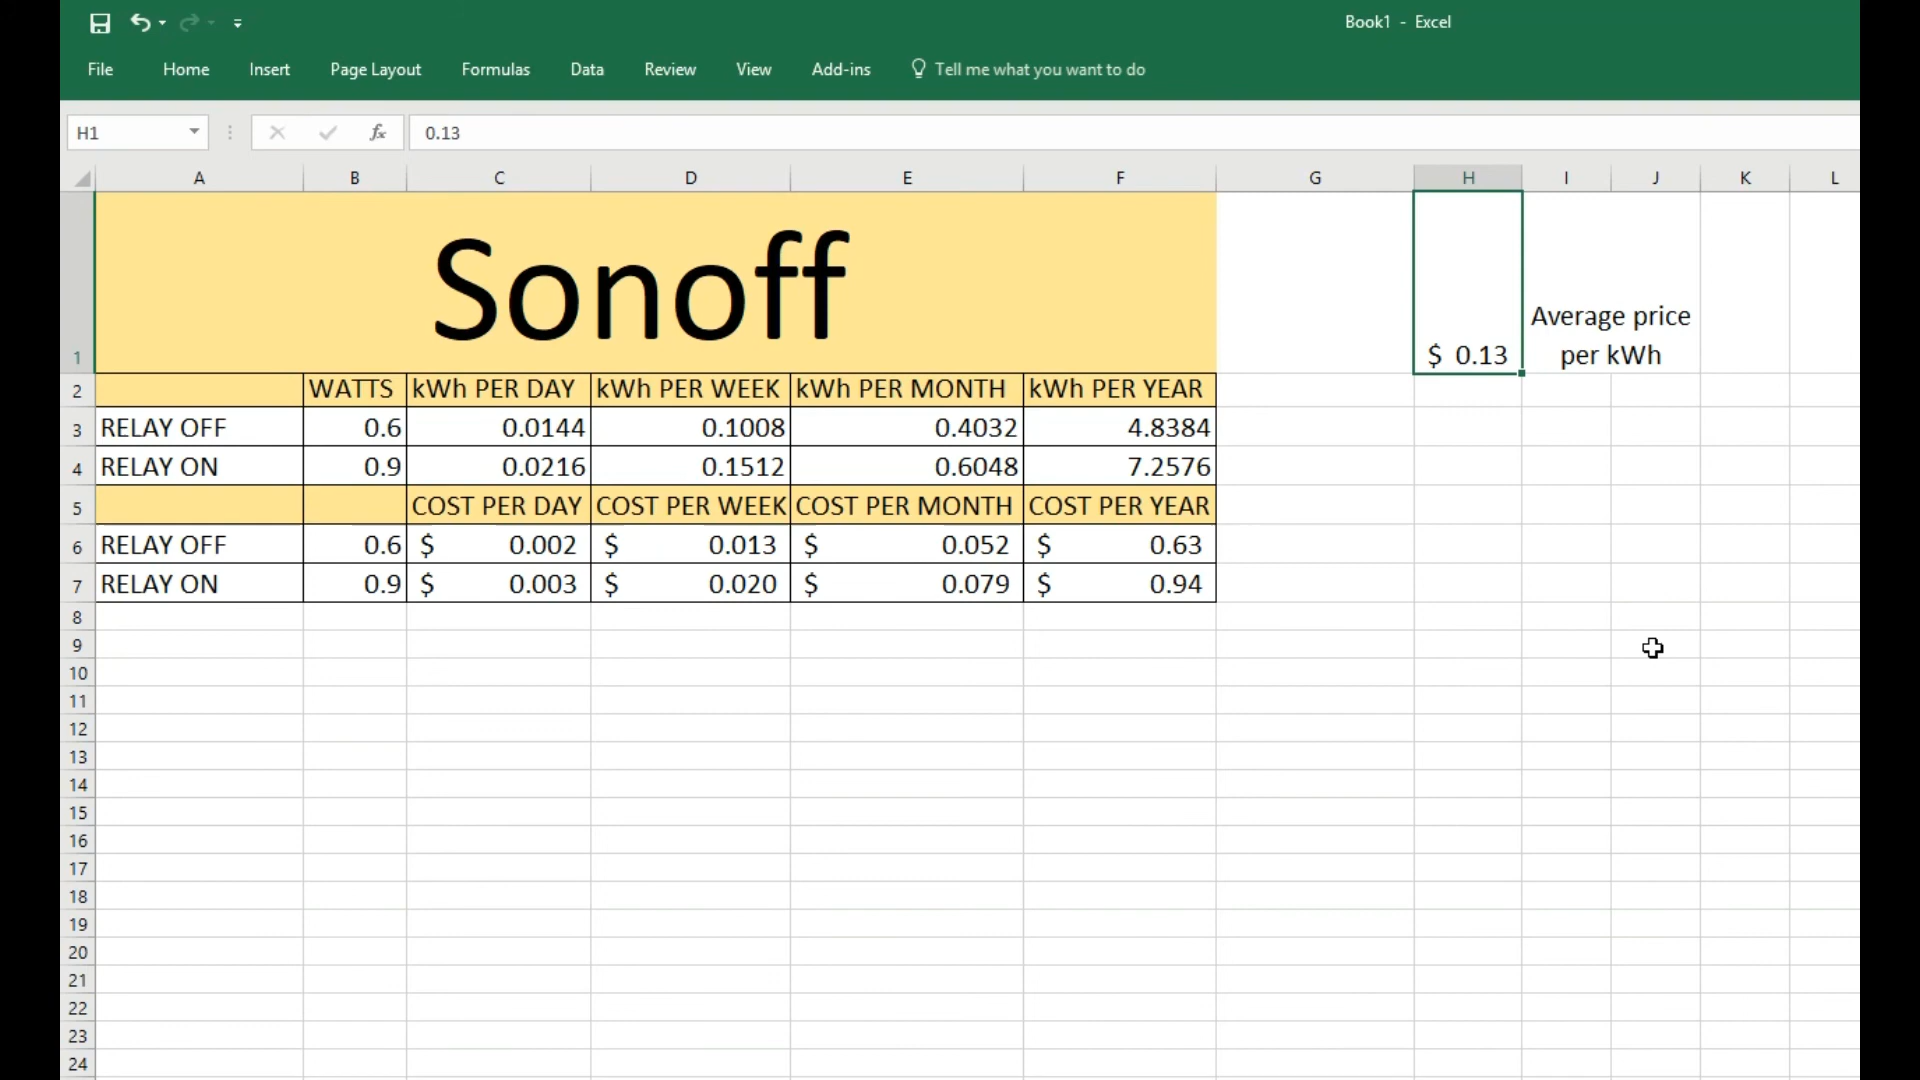 Book1 - Excel
File Home Insert Page Layout Formulas Data Review View Add-ins Tell me what you want to do
H1 fx 0.13
A B C D E F G H I J K L
Sonoff
Average price
1 $ 0.13 per kWh
2 WATTS kWh PER DAY kWh PER WEEK kWh PER MONTH kWh PER YEAR
3 RELAY OFF 0.6 0.0144 0.1008 0.4032 4.8384
4 RELAY ON 0.9 0.0216 0.1512 0.6048 7.2576
5 COST PER DAY COST PER WEEK COST PER MONTH COST PER YEAR
6 RELAY OFF 0.6 $ 0.002 $ 0.013 $ 0.052 $ 0.63
7 RELAY ON 0.9 $ 0.003 $ 0.020 $ 0.079 $ 0.94
8
9
10
11
12
13
14
15
16
17
18
19
20
21
22
23
24